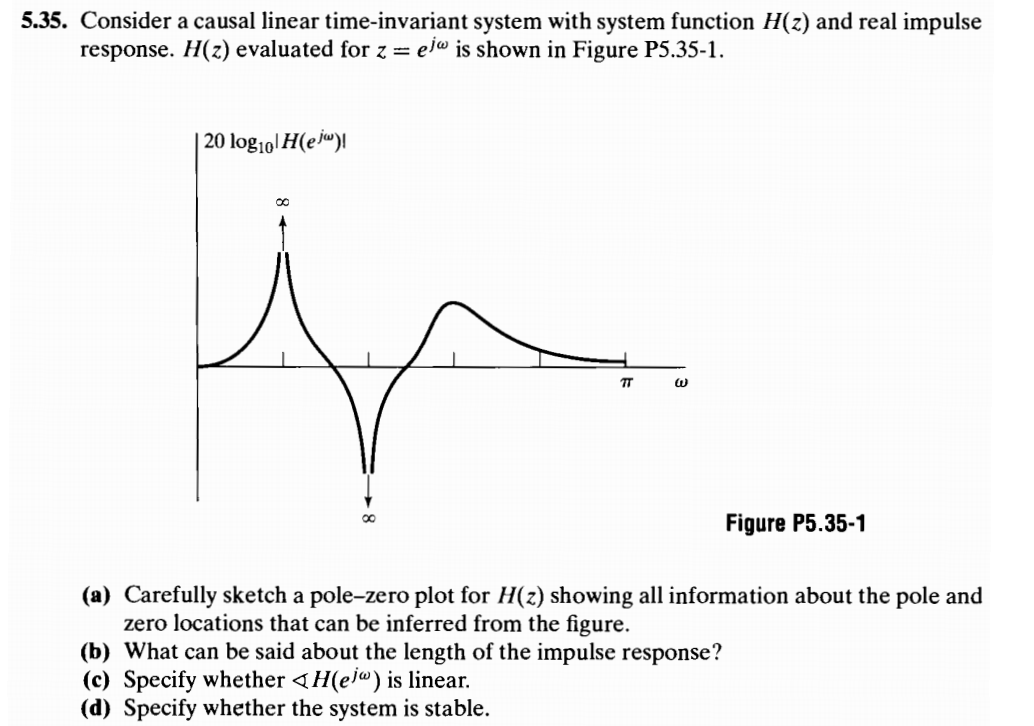 5.35. Consider a causal linear time-invariant system with system function H(z) and real impulse
response. H(z) evaluated for z = e^{jω} is shown in Figure P5.35-1.
20 log₁₀|H(e^{jω})|
∞
π ω
∞
Figure P5.35-1
(a) Carefully sketch a pole–zero plot for H(z) showing all information about the pole and
zero locations that can be inferred from the figure.
(b) What can be said about the length of the impulse response?
(c) Specify whether ∢H(e^{jω}) is linear.
(d) Specify whether the system is stable.